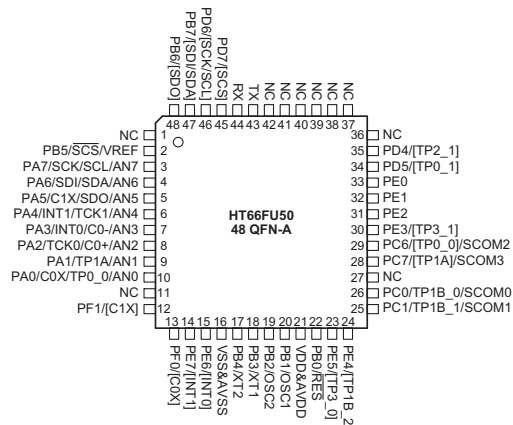 PB6/[SDO]
PB7/[SDI/SDA]
PD6/[SCK/SCL]
PD7/[SCS]
RX
TX
NC
NC
NC
NC
NC
NC
48 47 46 45 44 43 42 41 40 39 38 37
NC 1
PB5/SCS/VREF 2
PA7/SCK/SCL/AN7 3
PA6/SDI/SDA/AN6 4
PA5/C1X/SDO/AN5 5
PA4/INT1/TCK1/AN4 6
PA3/INT0/C0-/AN3 7
PA2/TCK0/C0+/AN2 8
PA1/TP1A/AN1 9
PA0/C0X/TP0_0/AN0 10
NC 11
PF1/[C1X] 12
HT66FU50
48 QFN-A
36 NC
35 PD4/[TP2_1]
34 PD5/[TP0_1]
33 PE0
32 PE1
31 PE2
30 PE3/[TP3_1]
29 PC6/[TP0_0]/SCOM2
28 PC7/[TP1A]/SCOM3
27 NC
26 PC0/TP1B_0/SCOM0
25 PC1/TP1B_1/SCOM1
13 14 15 16 17 18 19 20 21 22 23 24
PF0/[C0X]
PE7/[INT1]
PE6/[INT0]
VSS&AVSS
PB4/XT2
PB3/XT1
PB2/OSC2
PB1/OSC1
VDD&AVDD
PB0/RES
PE5/[TP3_0]
PE4/[TP1B_2